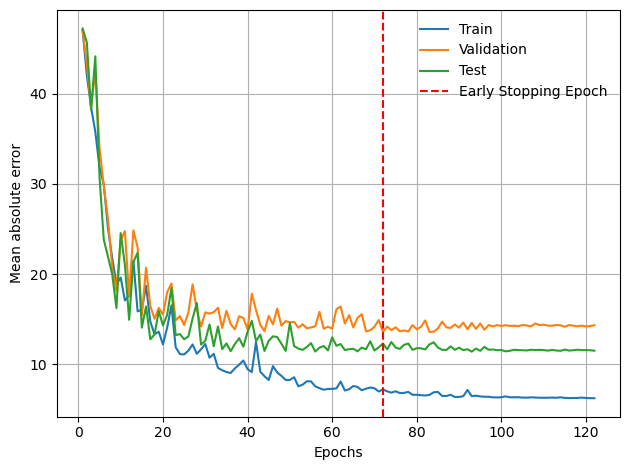 Train
Validation
Test
Early Stopping Epoch
Mean absolute error
40
30
20
10
0 20 40 60 80 100 120
Epochs